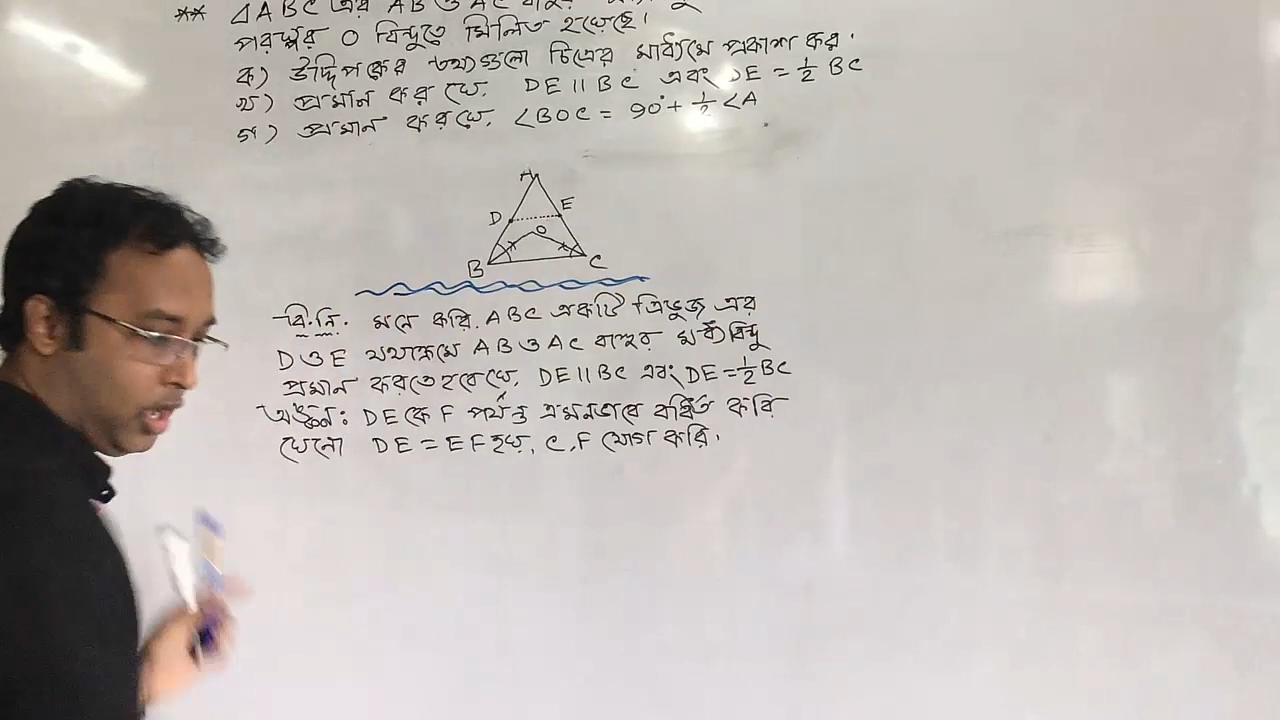 ** △ABC এর AB ও AC
পরস্পর O বিন্দুতে মিলিত হয়েছে।
ক) উদ্দিপকের তথ্যগুলো চিত্রের মাধ্যমে প্রকাশ কর।
খ) প্রমান কর যে, DE || BC এবং DE = 1/2 BC
গ) প্রমান কর যে, ∠BOC = 90° + 1/2 ∠A
A
D E
O
B C
বি.নি. মনে করি, ABC একটি ত্রিভুজ এর
D ও E যথাক্রমে AB ও AC বাহুর মধ্যবিন্দু
প্রমান করতে হবে যে, DE || BC এবং DE = 1/2 BC
অঙ্কন: DE কে F পর্যন্ত এমনভাবে বর্ধিত করি
যেনো DE = EF হয়, C,F যোগ করি।